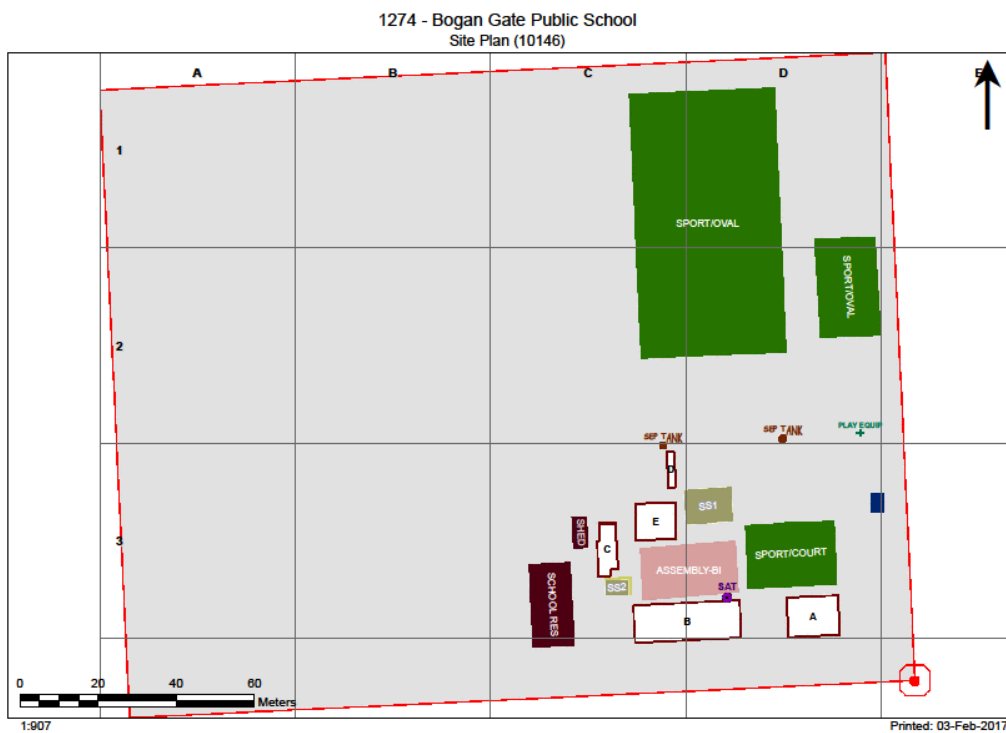 1274 - Bogan Gate Public School
Site Plan (10146)
A B C D E
1
SPORT/OVAL
SPORT/OVAL
2
SEP TANK
SEP TANK
PLAY EQUIP
D
SS1
E
3
SHED
C
SPORT/COURT
ASSEMBLY-BI
SCHOOL RES
SS2
SAT
B
A
0 20 40 60
Meters
1:907
Printed: 03-Feb-2017